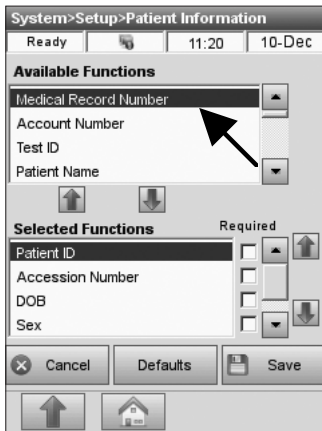 System>Setup>Patient Information
Ready 11:20 10-Dec
Available Functions
Medical Record Number
Account Number
Test ID
Patient Name
Selected Functions Required
Patient ID
Accession Number
DOB
Sex
Cancel Defaults Save